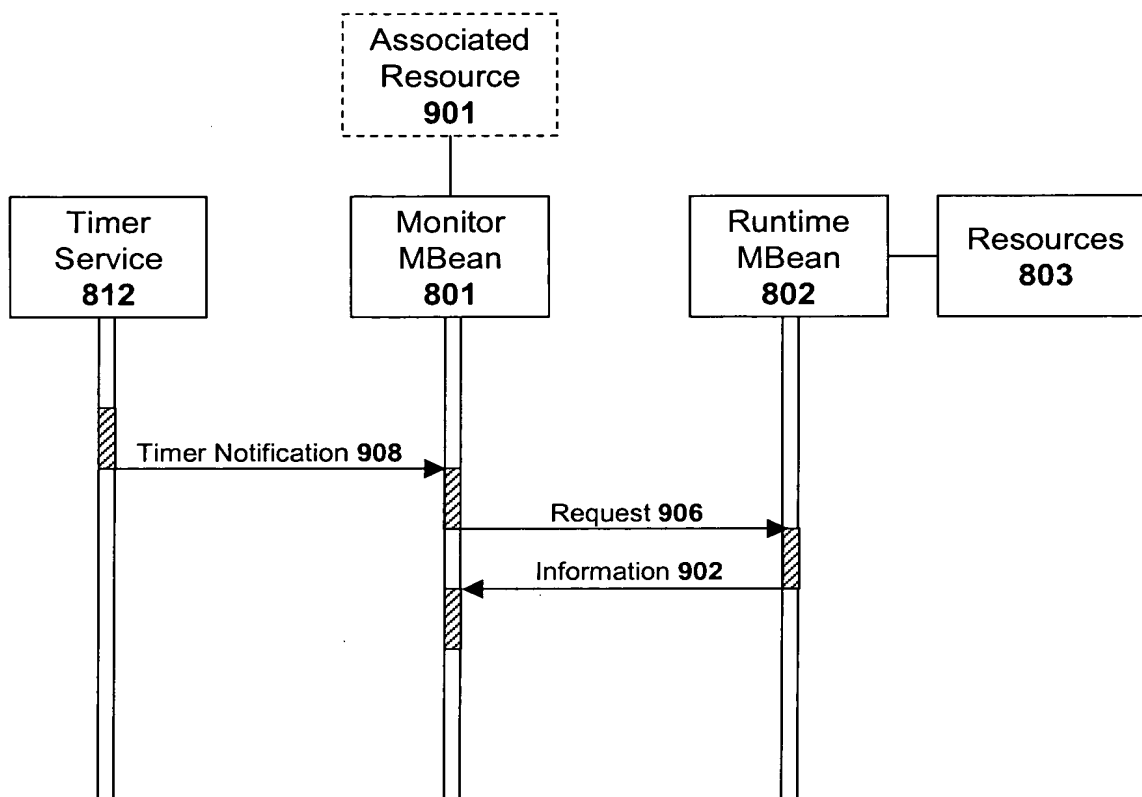 Associated
Resource
901
Timer
Service
812
Monitor
MBean
801
Runtime
MBean
802
Resources
803
Timer Notification 908
Request 906
Information 902